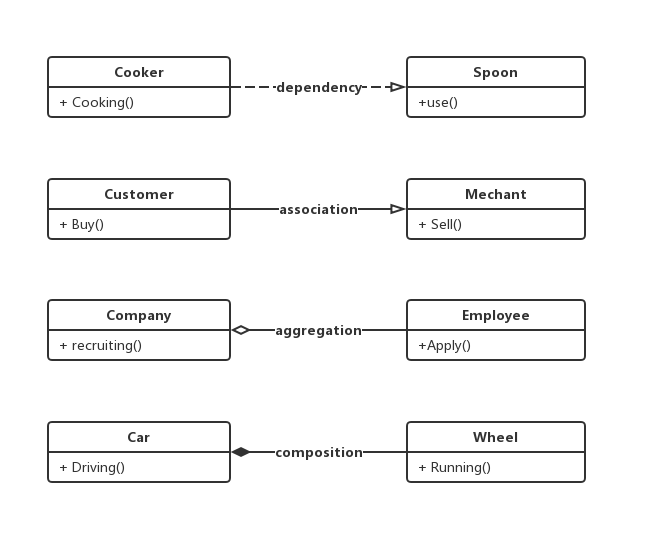 Cooker
+ Cooking()
dependency
Spoon
+use()
Customer
+ Buy()
association
Mechant
+ Sell()
Company
+ recruiting()
aggregation
Employee
+Apply()
Car
+ Driving()
composition
Wheel
+ Running()